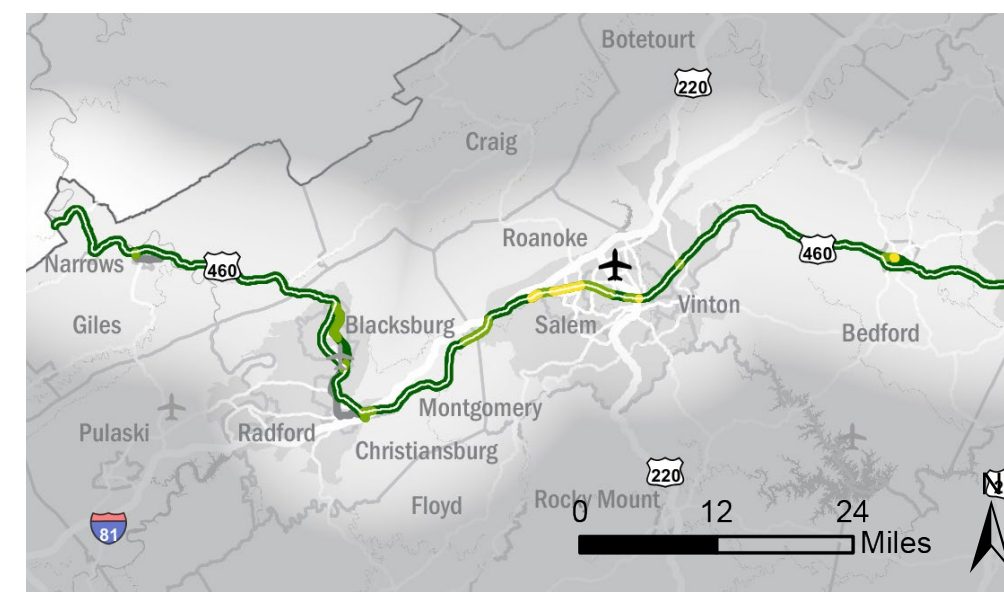 Botetourt
220
Craig
Roanoke
460
460
Narrows
Vinton
Giles
Blacksburg
Salem
Bedford
Montgomery
Pulaski
Radford
Christiansburg
220
Floyd
Rocky Mount
N
0 12 24
81
Miles